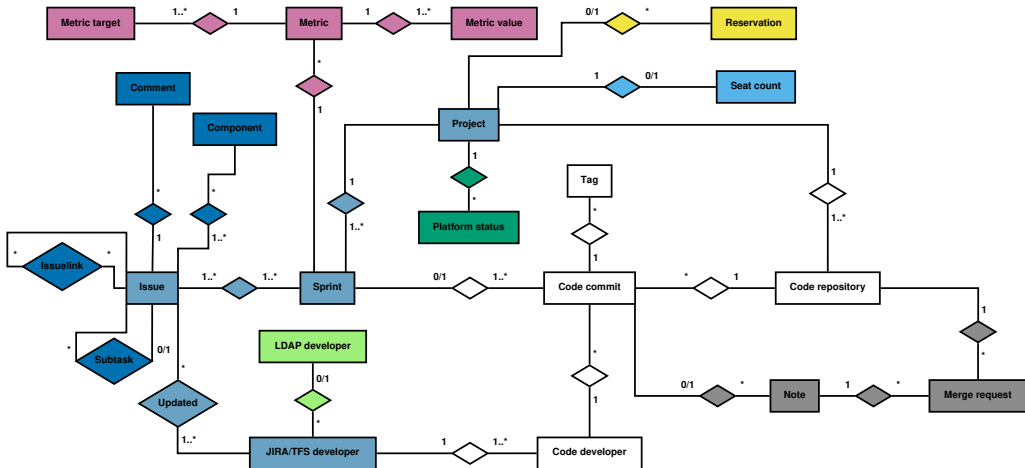 1..* 1 1 1..* 0/1 *
Metric target Metric Metric value Reservation
* 1 0/1
Comment Seat count
1
Component Project
1 1 1
Tag
* * * *
1..* Platform status 1..*
* * 1 1..* 1
Issuelink
1..* 1..* 0/1 1..* * 1
Issue Sprint Code commit Code repository
1
LDAP developer
* 0/1 * *
Subtask
0/1 0/1 * 1 *
* Note Merge request
Updated 1
1..* *
1 1..*
JIRA/TFS developer Code developer